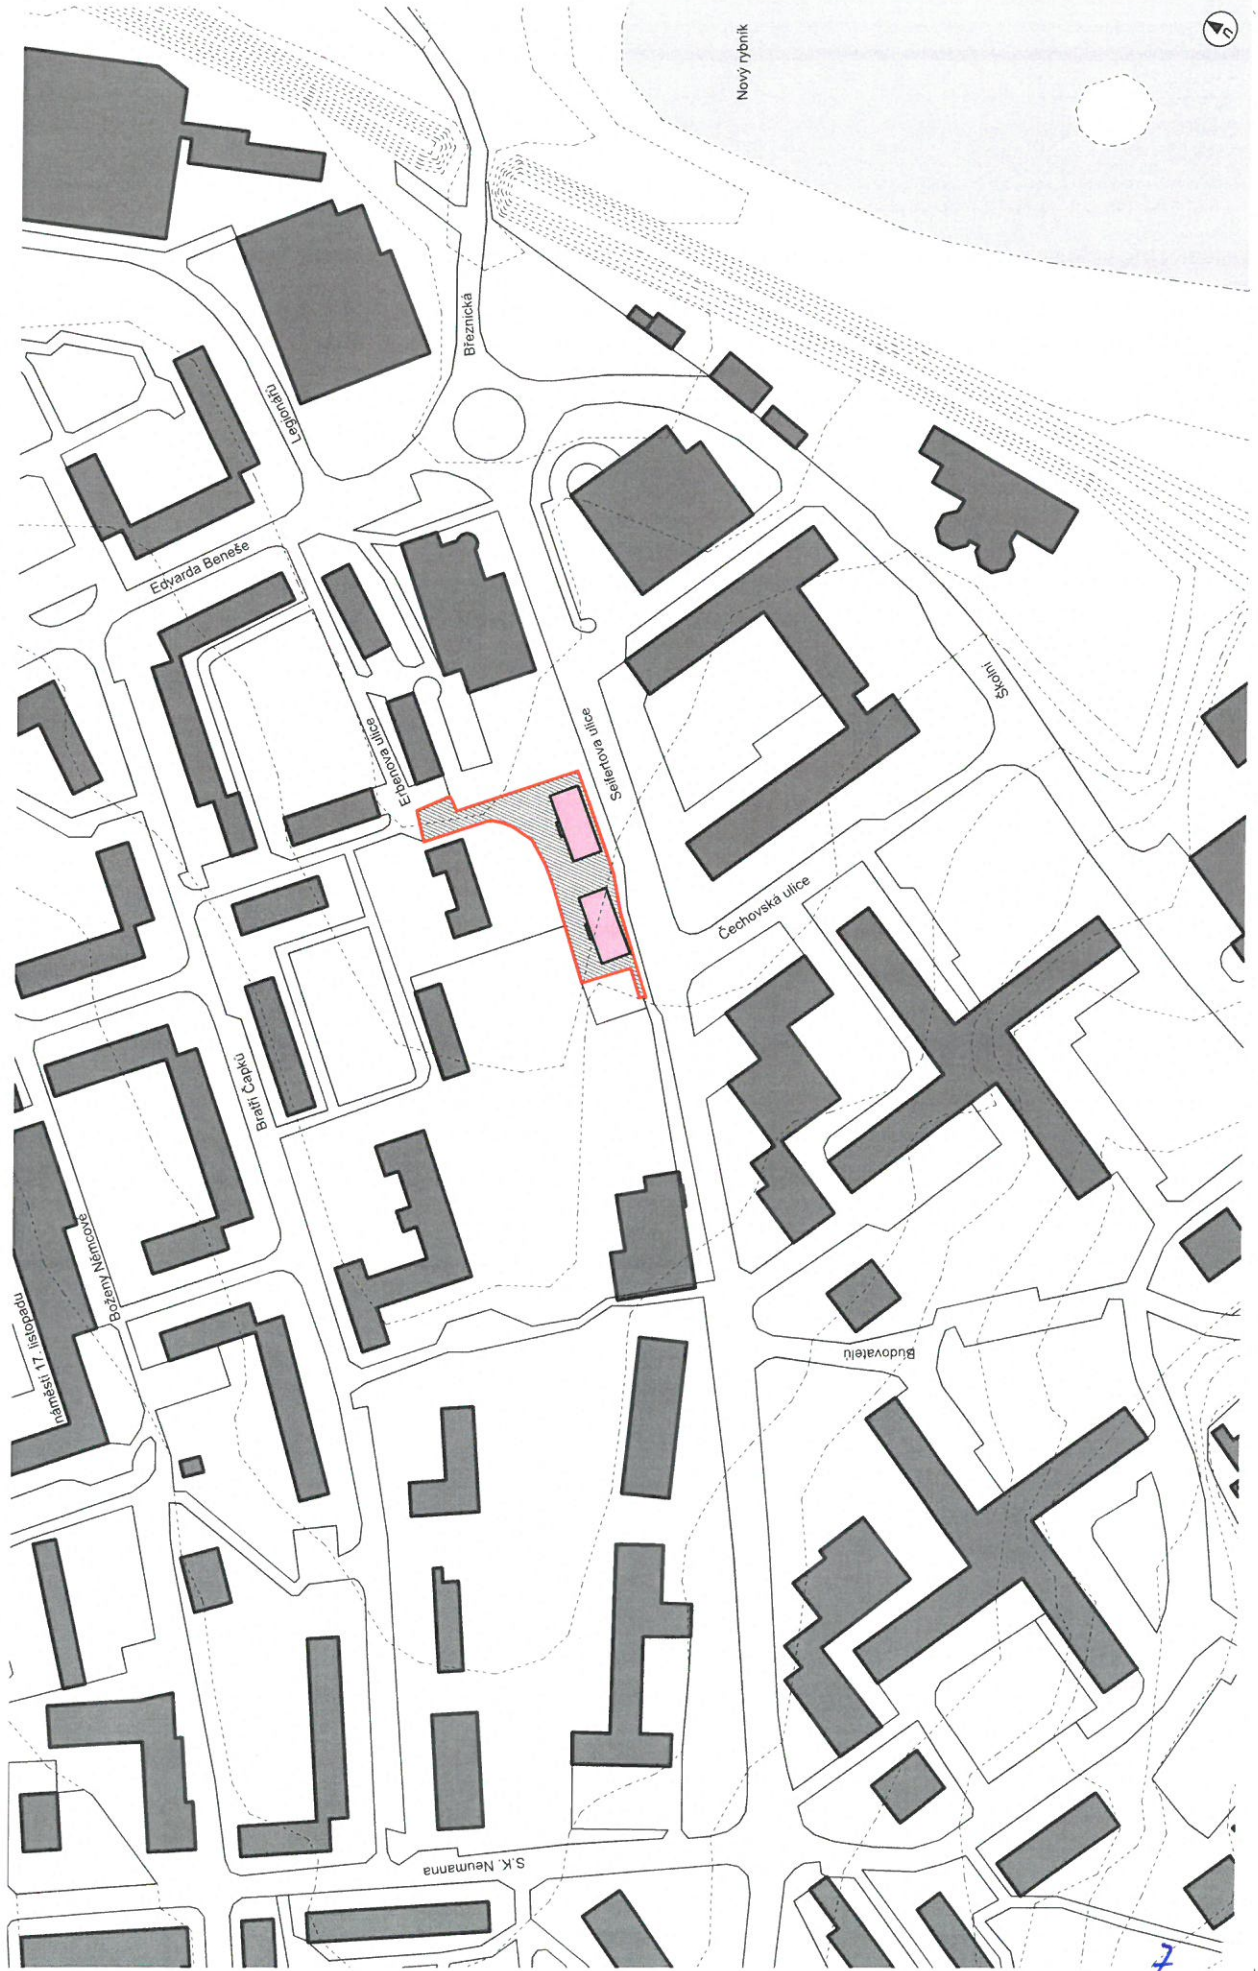 Nový rybník
Březnická
Legionářů
Edvarda Beneše
Erbenova ulice
Seifertova ulice
Školní
Čechovská ulice
Bratří Čapků
Boženy Němcové
náměstí 17. listopadu
Budovatelů
S.K. Neumanna
7